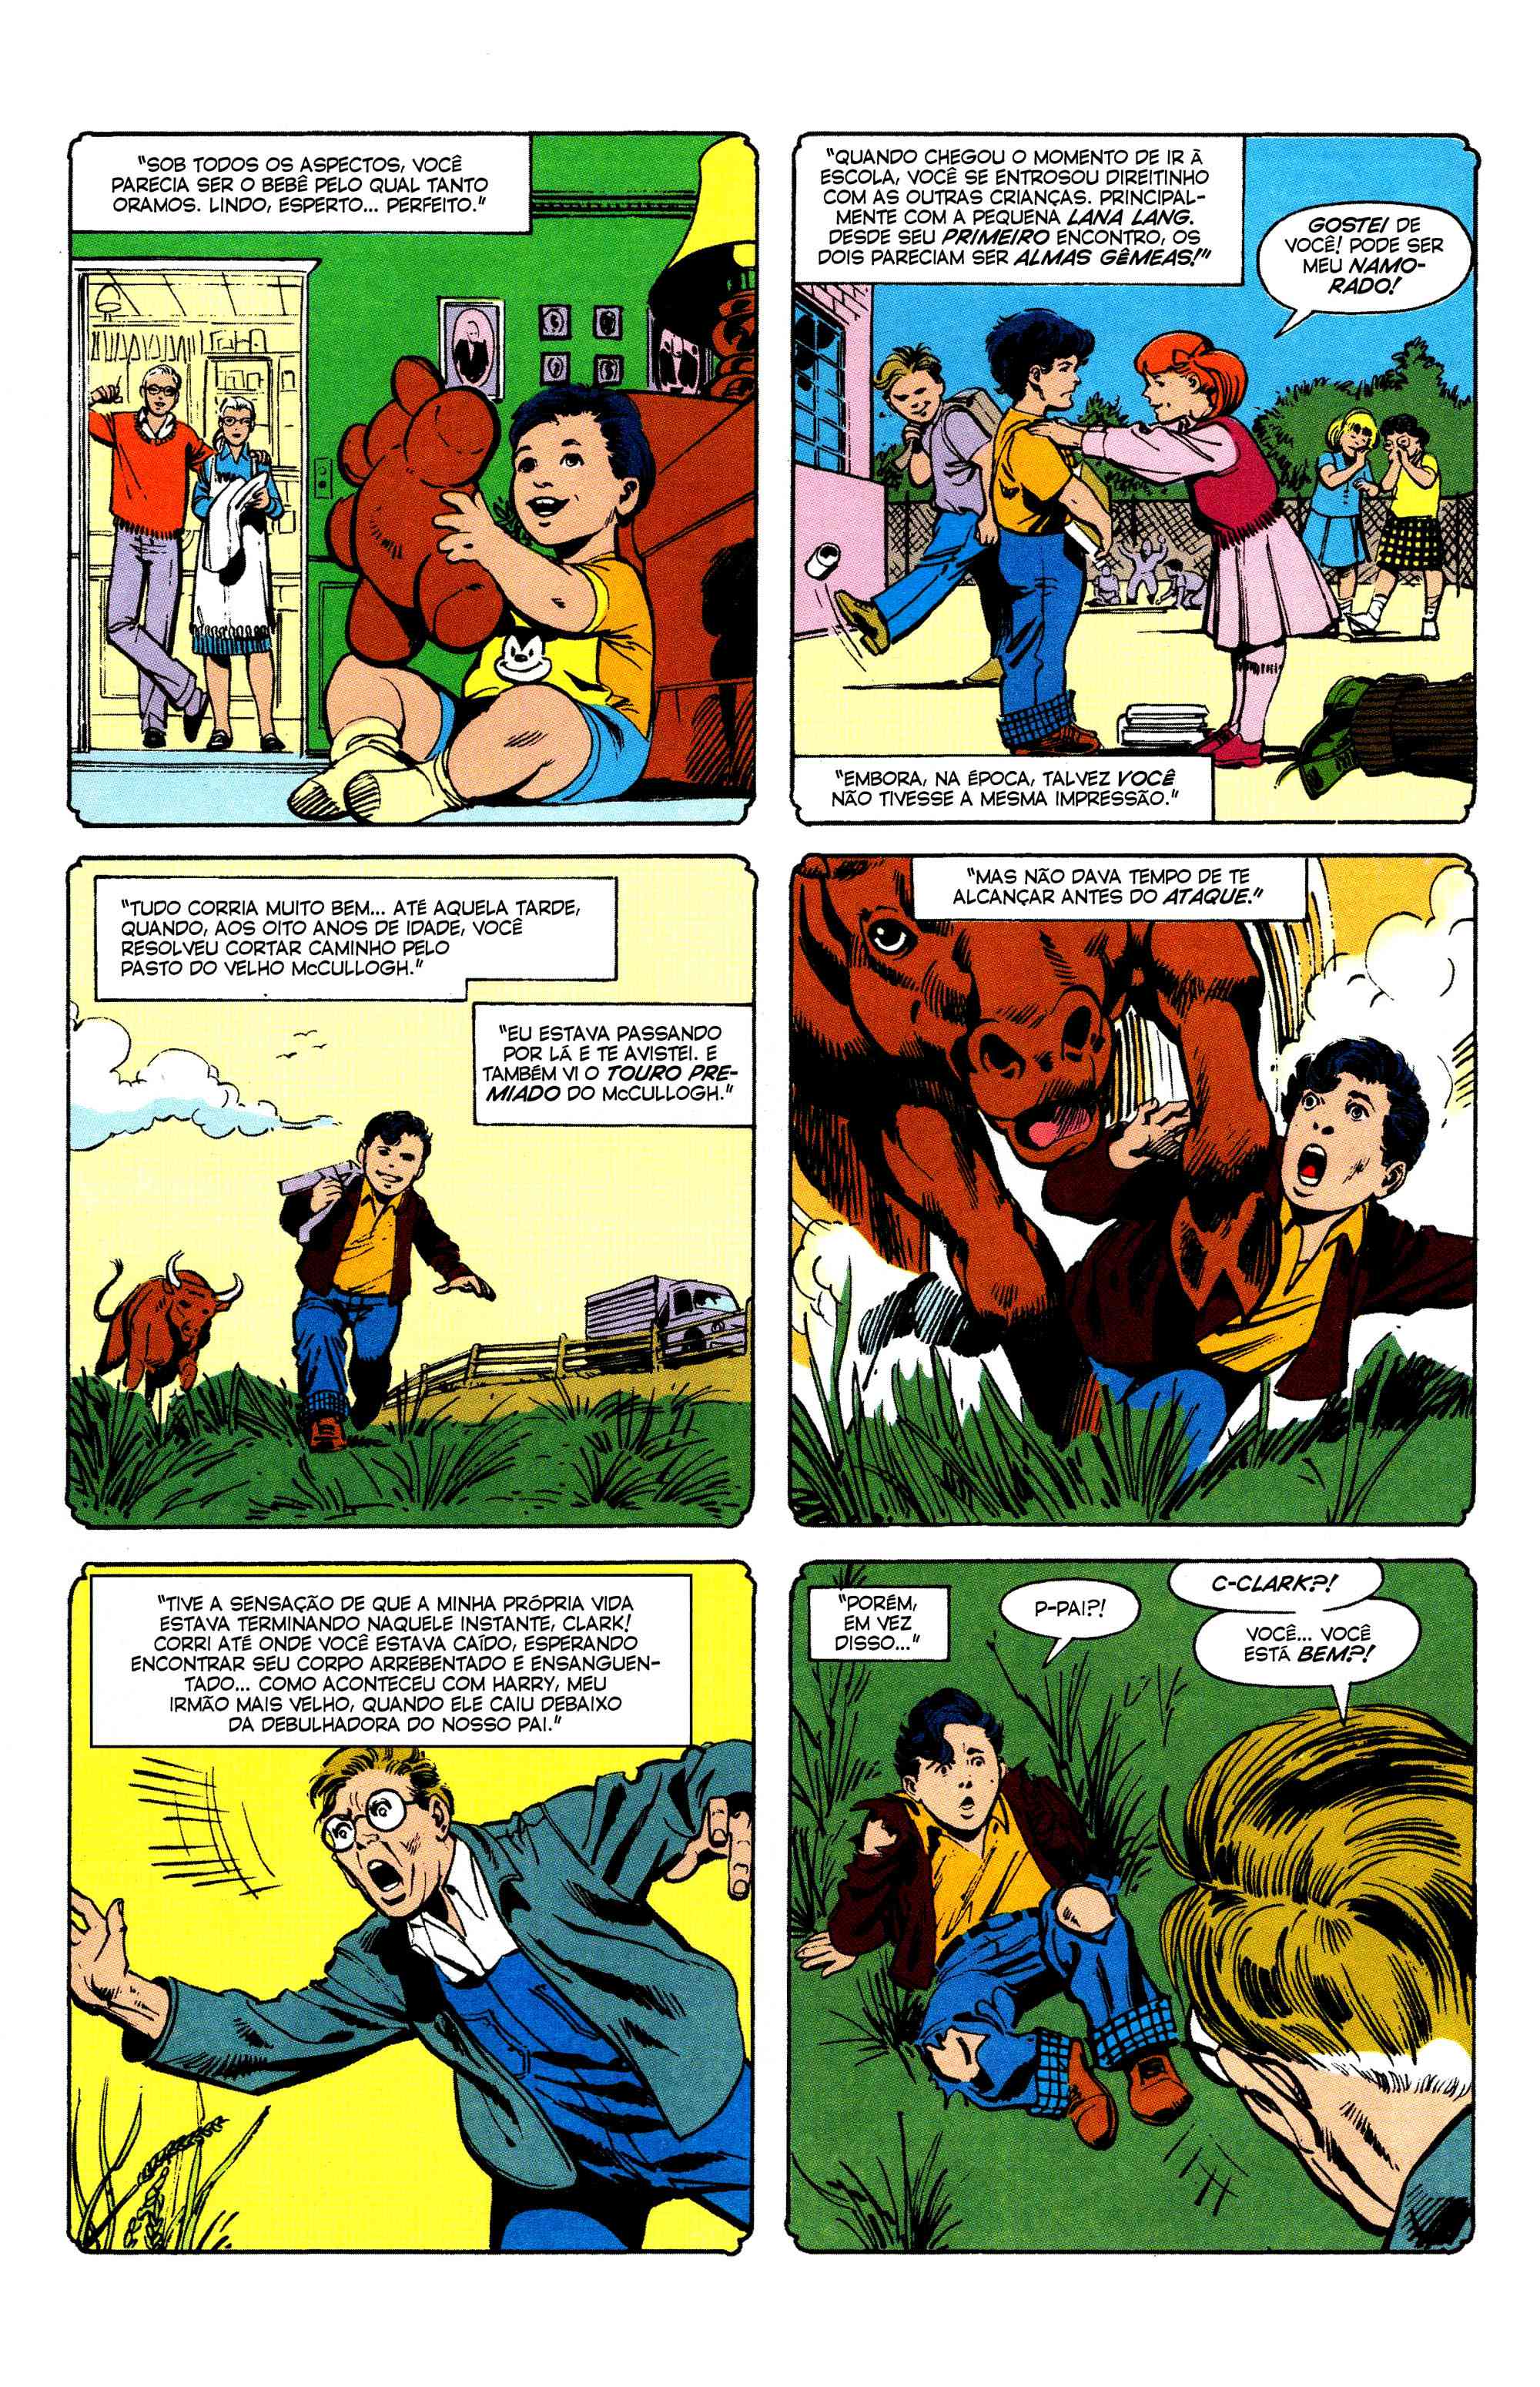 "SOB TODOS OS ASPECTOS, VOCÊ
PARECIA SER O BEBÊ PELO QUAL TANTO
ORAMOS. LINDO, ESPERTO... PERFEITO."
"QUANDO CHEGOU O MOMENTO DE IR À
ESCOLA, VOCÊ SE ENTROSOU DIREITINHO
COM AS OUTRAS CRIANÇAS. PRINCIPAL-
MENTE COM A PEQUENA LANA LANG.
DESDE SEU PRIMEIRO ENCONTRO, OS
DOIS PARECIAM SER ALMAS GÊMEAS!"
GOSTEI DE
VOCÊ! PODE SER
MEU NAMO-
RADO!
"EMBORA, NA ÉPOCA, TALVEZ VOCÊ
NÃO TIVESSE A MESMA IMPRESSÃO."
"TUDO CORRIA MUITO BEM... ATÉ AQUELA TARDE,
QUANDO, AOS OITO ANOS DE IDADE, VOCÊ
RESOLVEU CORTAR CAMINHO PELO
PASTO DO VELHO McCULLOGH."
"EU ESTAVA PASSANDO
POR LÁ E TE AVISTEI. E
TAMBÉM VI O TOURO PRE-
MIADO DO McCULLOGH."
"MAS NÃO DAVA TEMPO DE TE
ALCANÇAR ANTES DO ATAQUE."
"TIVE A SENSAÇÃO DE QUE A MINHA PRÓPRIA VIDA
ESTAVA TERMINANDO NAQUELE INSTANTE, CLARK!
CORRI ATÉ ONDE VOCÊ ESTAVA CAÍDO, ESPERANDO
ENCONTRAR SEU CORPO ARREBENTADO E ENSANGUEN-
TADO... COMO ACONTECEU COM HARRY, MEU
IRMÃO MAIS VELHO, QUANDO ELE CAIU DEBAIXO
DA DEBULHADORA DO NOSSO PAI."
"PORÉM,
EM VEZ
DISSO..."
P-PAI?!
C-CLARK?!
VOCÊ... VOCÊ
ESTÁ BEM?!